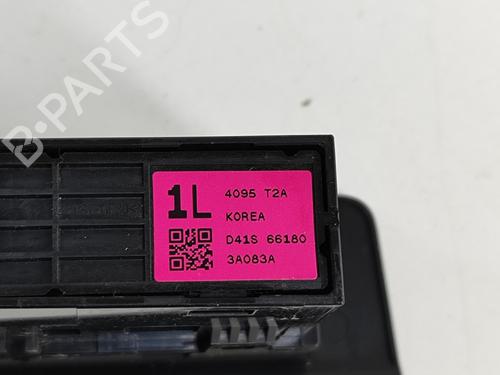 B-PARTS
1L
4095 T2A
KOREA
D41S 66180
3A083A